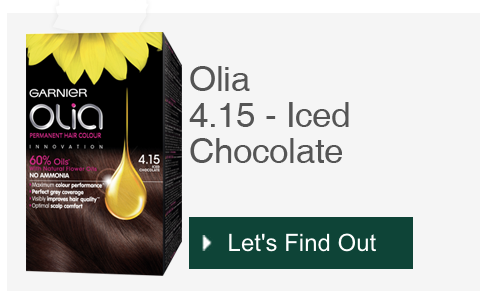 GARNIER
OLIA
PERMANENT HAIR COLOUR
INNOVATION
60% Oils
With Natural Flower Oils
NO AMMONIA
4.15
ICED
CHOCOLATE
• Maximum colour performance
• Perfect grey coverage
• Visibly improves hair quality
• Optimal scalp comfort
Olia
4.15 - Iced
Chocolate
Let's Find Out